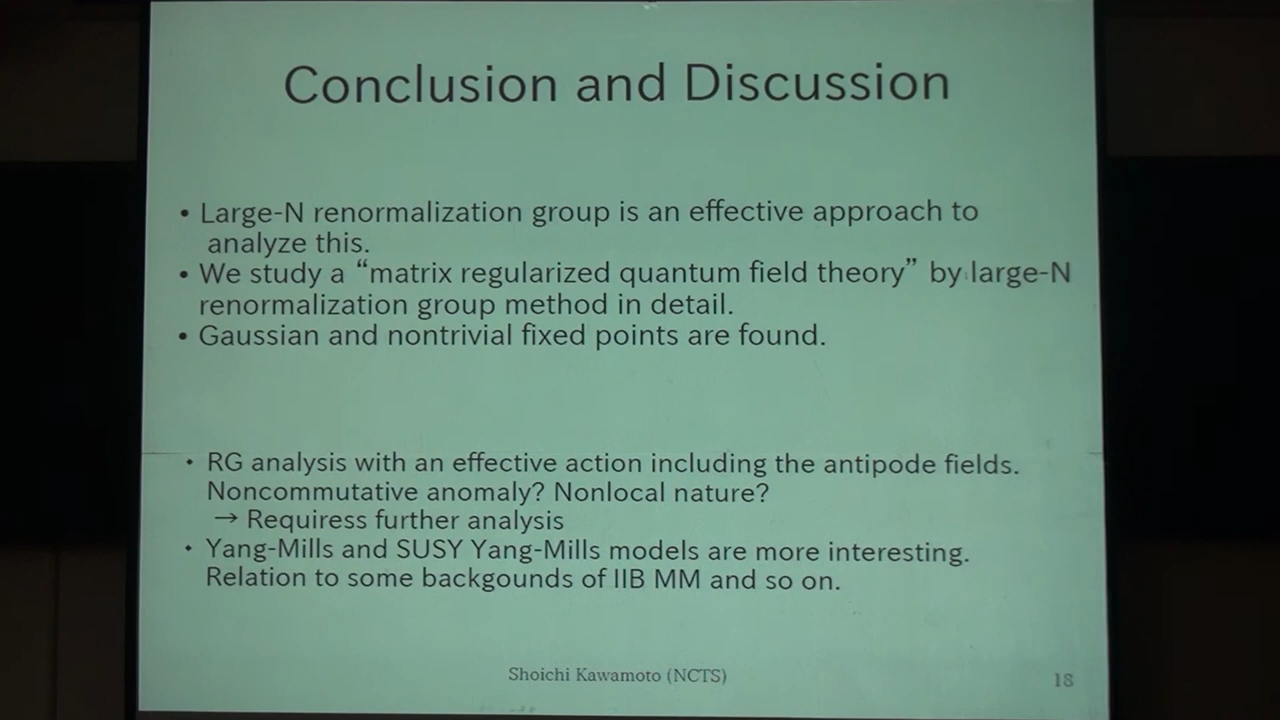 Conclusion and Discussion
• Large-N renormalization group is an effective approach to
analyze this.
• We study a “matrix regularized quantum field theory” by large-N
renormalization group method in detail.
• Gaussian and nontrivial fixed points are found.
• RG analysis with an effective action including the antipode fields.
Noncommutative anomaly? Nonlocal nature?
→ Requiress further analysis
• Yang-Mills and SUSY Yang-Mills models are more interesting.
Relation to some backgounds of IIB MM and so on.
Shoichi Kawamoto (NCTS)
18